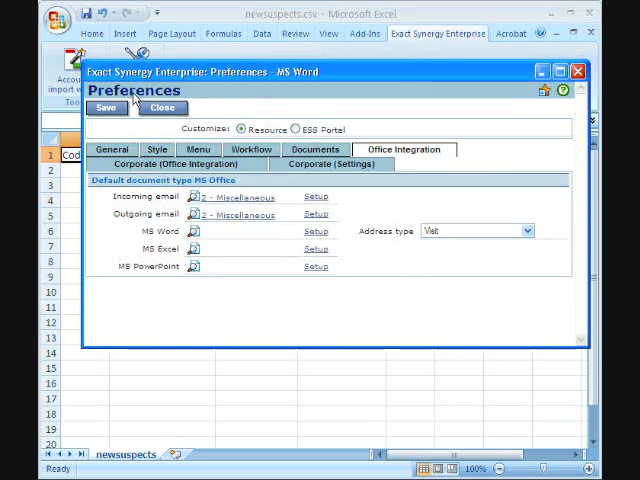 newsuspects.csv - Microsoft Excel
Home Insert Page Layout Formulas Data Review View Add-Ins Exact Synergy Enterprise Acrobat
Accou
import w
Too
Exact Synergy Enterprise: Preferences - MS Word
Preferences
Save Close
Customize: Resource ESS Portal
General Style Menu Workflow Documents Office Integration
Corporate (Office Integration) Corporate (Settings)
Default document type MS Office
Incoming email 2 - Miscellaneous Setup
Outgoing email 2 - Miscellaneous Setup
MS Word Setup Address type Visit
MS Excel Setup
MS PowerPoint Setup
1 Cod
2
3
4
5
6
7
8
9
10
11
12
13
14
15
16
17
18
19
20
newsuspects
Ready 100%